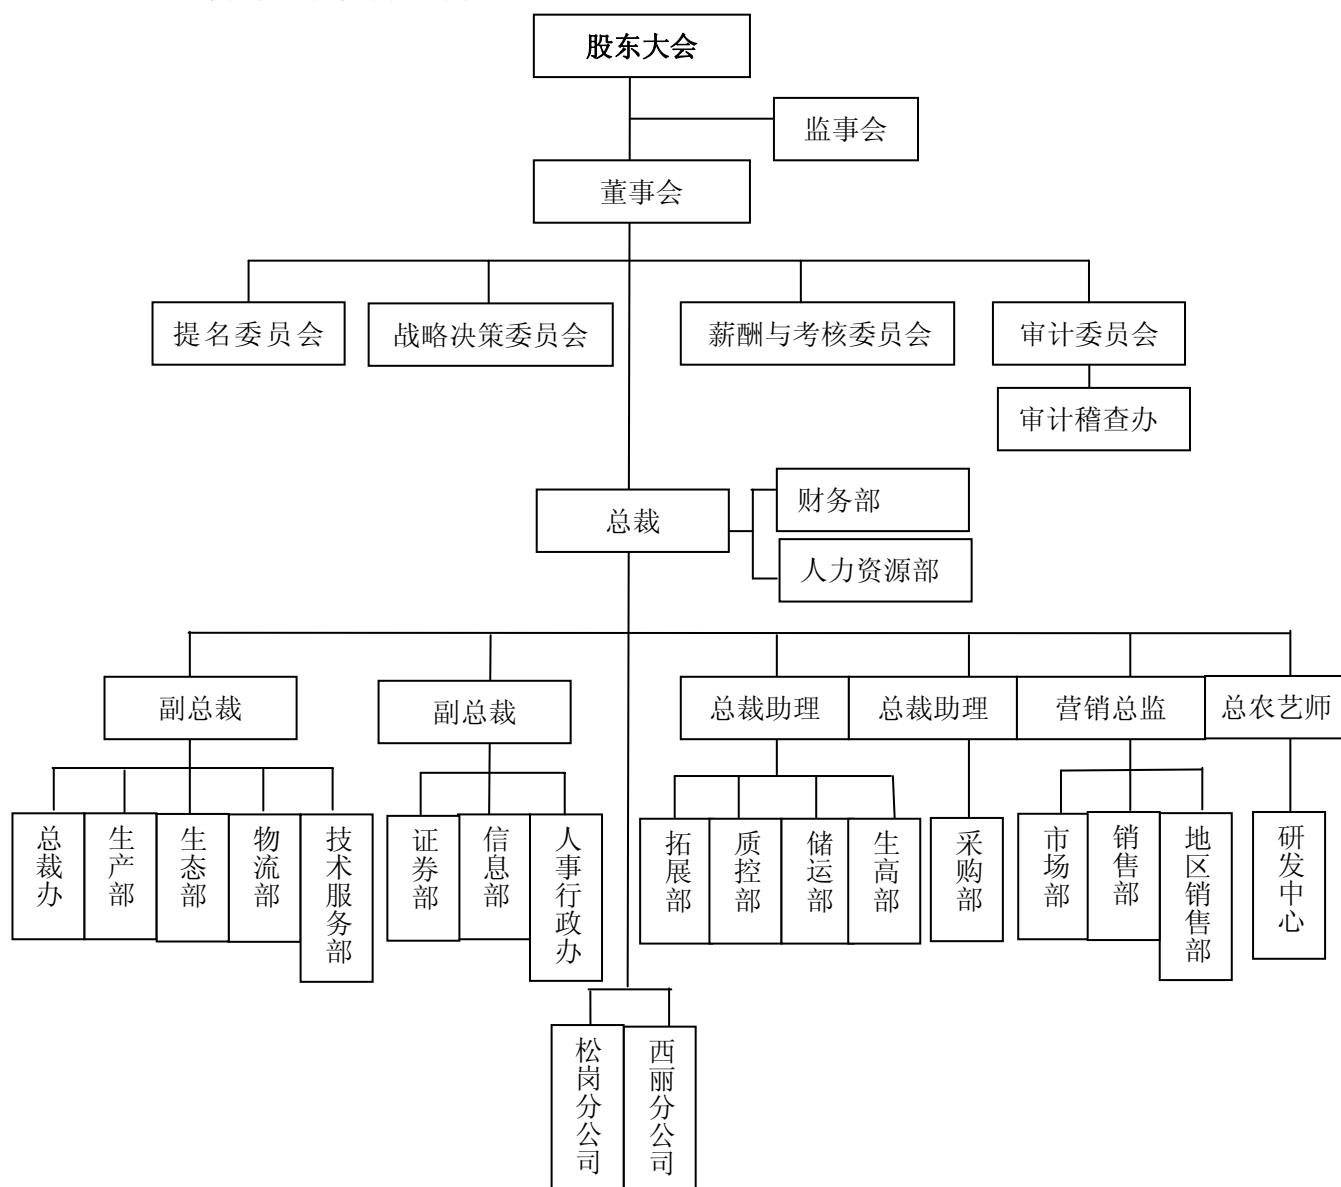 股东大会
监事会
董事会
提名委员会
战略决策委员会
薪酬与考核委员会
审计委员会
审计稽查办
总裁
财务部
人力资源部
副总裁
副总裁
总裁助理
总裁助理
营销总监
总农艺师
总裁办
生产部
生态部
物流部
技术服务部
证券部
信息部
人事行政办
拓展部
质控部
储运部
生高部
采购部
市场部
销售部
地区销售部
研发中心
松岗分公司
西丽分公司